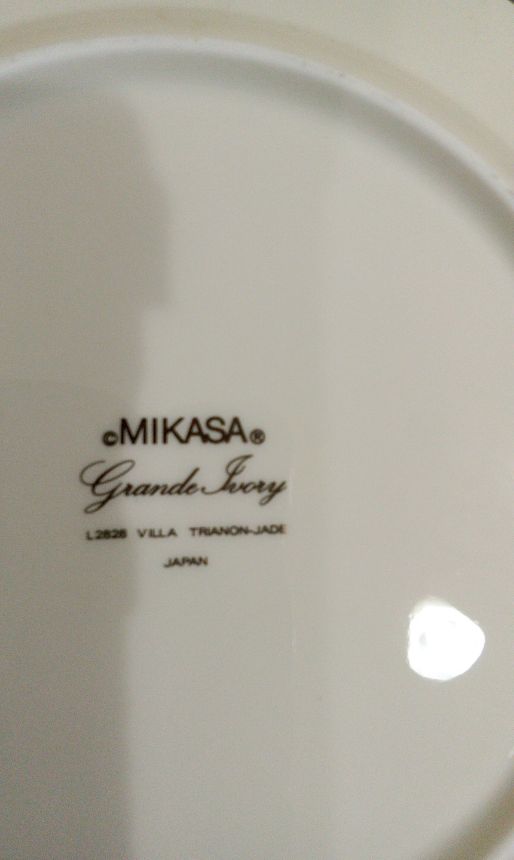 ©MIKASA®
Grande Ivory
L2828 VILLA TRIANON-JADE
JAPAN